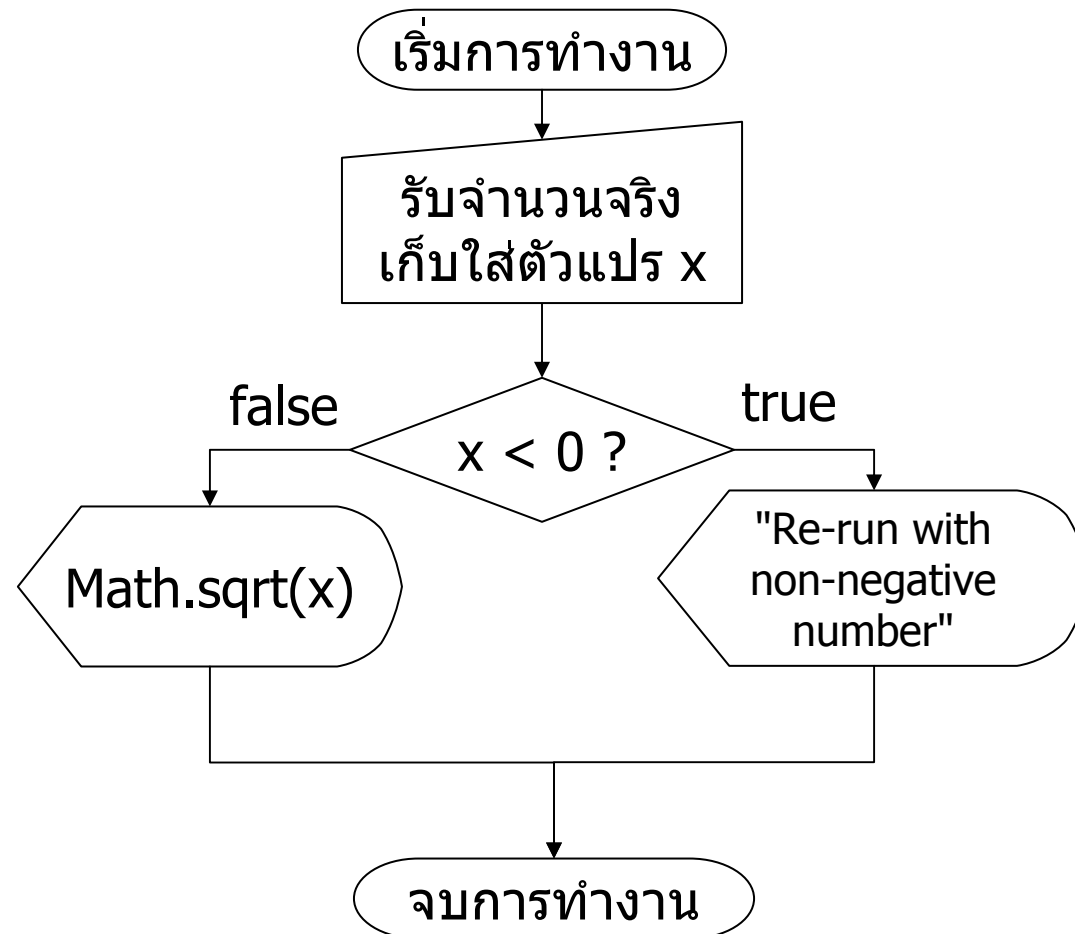 เริ่มการทำงาน
รับจำนวนจริง
เก็บใส่ตัวแปร x
false
true
x < 0 ?
Math.sqrt(x)
"Re-run with
non-negative
number"
จบการทำงาน